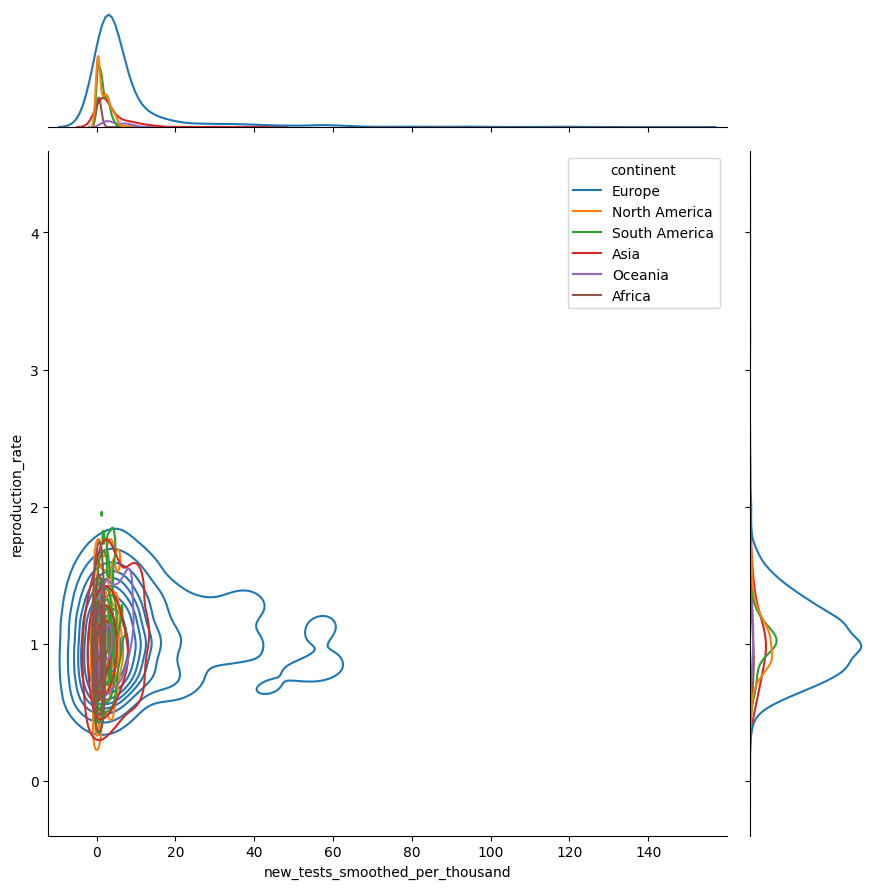 continent
Europe
North America
South America
Asia
Oceania
Africa
4
3
2
1
0
reproduction_rate
0 20 40 60 80 100 120 140
new_tests_smoothed_per_thousand